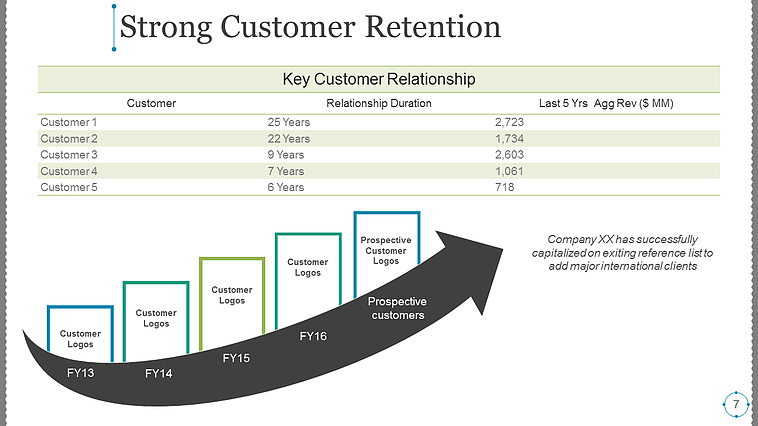 Strong Customer Retention
Key Customer Relationship
Customer Relationship Duration Last 5 Yrs Agg Rev ($ MM)
Customer 1 25 Years 2,723
Customer 2 22 Years 1,734
Customer 3 9 Years 2,603
Customer 4 7 Years 1,061
Customer 5 6 Years 718
Prospective
Customer
Logos
Customer
Logos
Customer
Logos
Customer
Logos
Customer
Logos
Company XX has successfully
capitalized on exiting reference list to
add major international clients
Prospective
customers
FY16
FY15
FY14
FY13
7